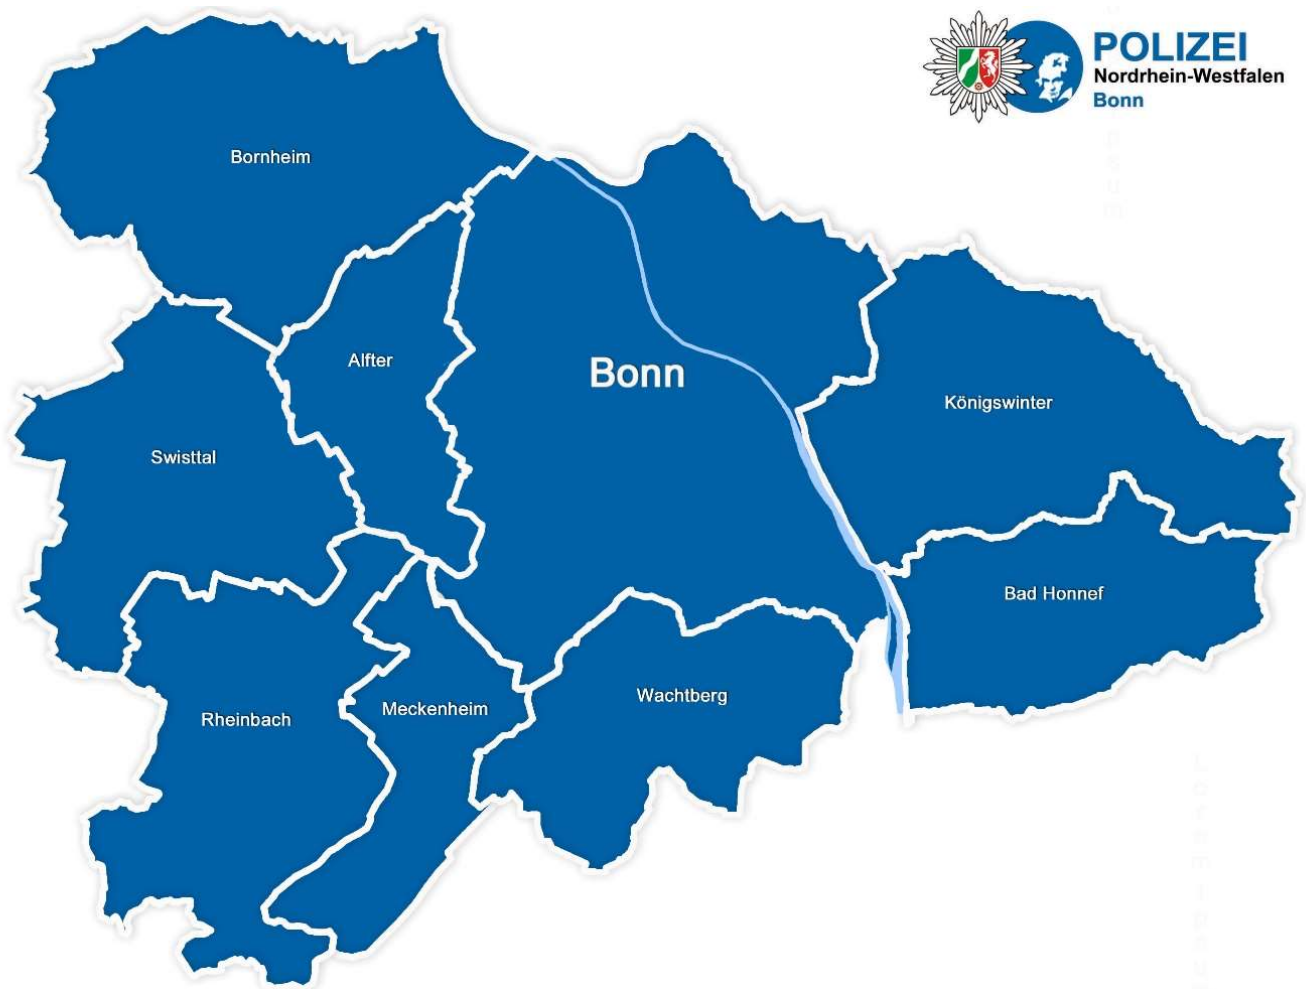 POLIZEI
Nordrhein-Westfalen
Bonn
Bornheim
Alfter
Bonn
Königswinter
Swisttal
Bad Honnef
Wachtberg
Meckenheim
Rheinbach